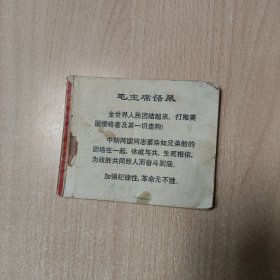 毛主席语录
全世界人民团结起来，打败美
国侵略者及其一切走狗！
中朝两国同志要亲如兄弟般的
团结在一起，休戚与共，生死相依，
为战胜共同敌人而奋斗到底。
加强纪律性，革命无不胜。